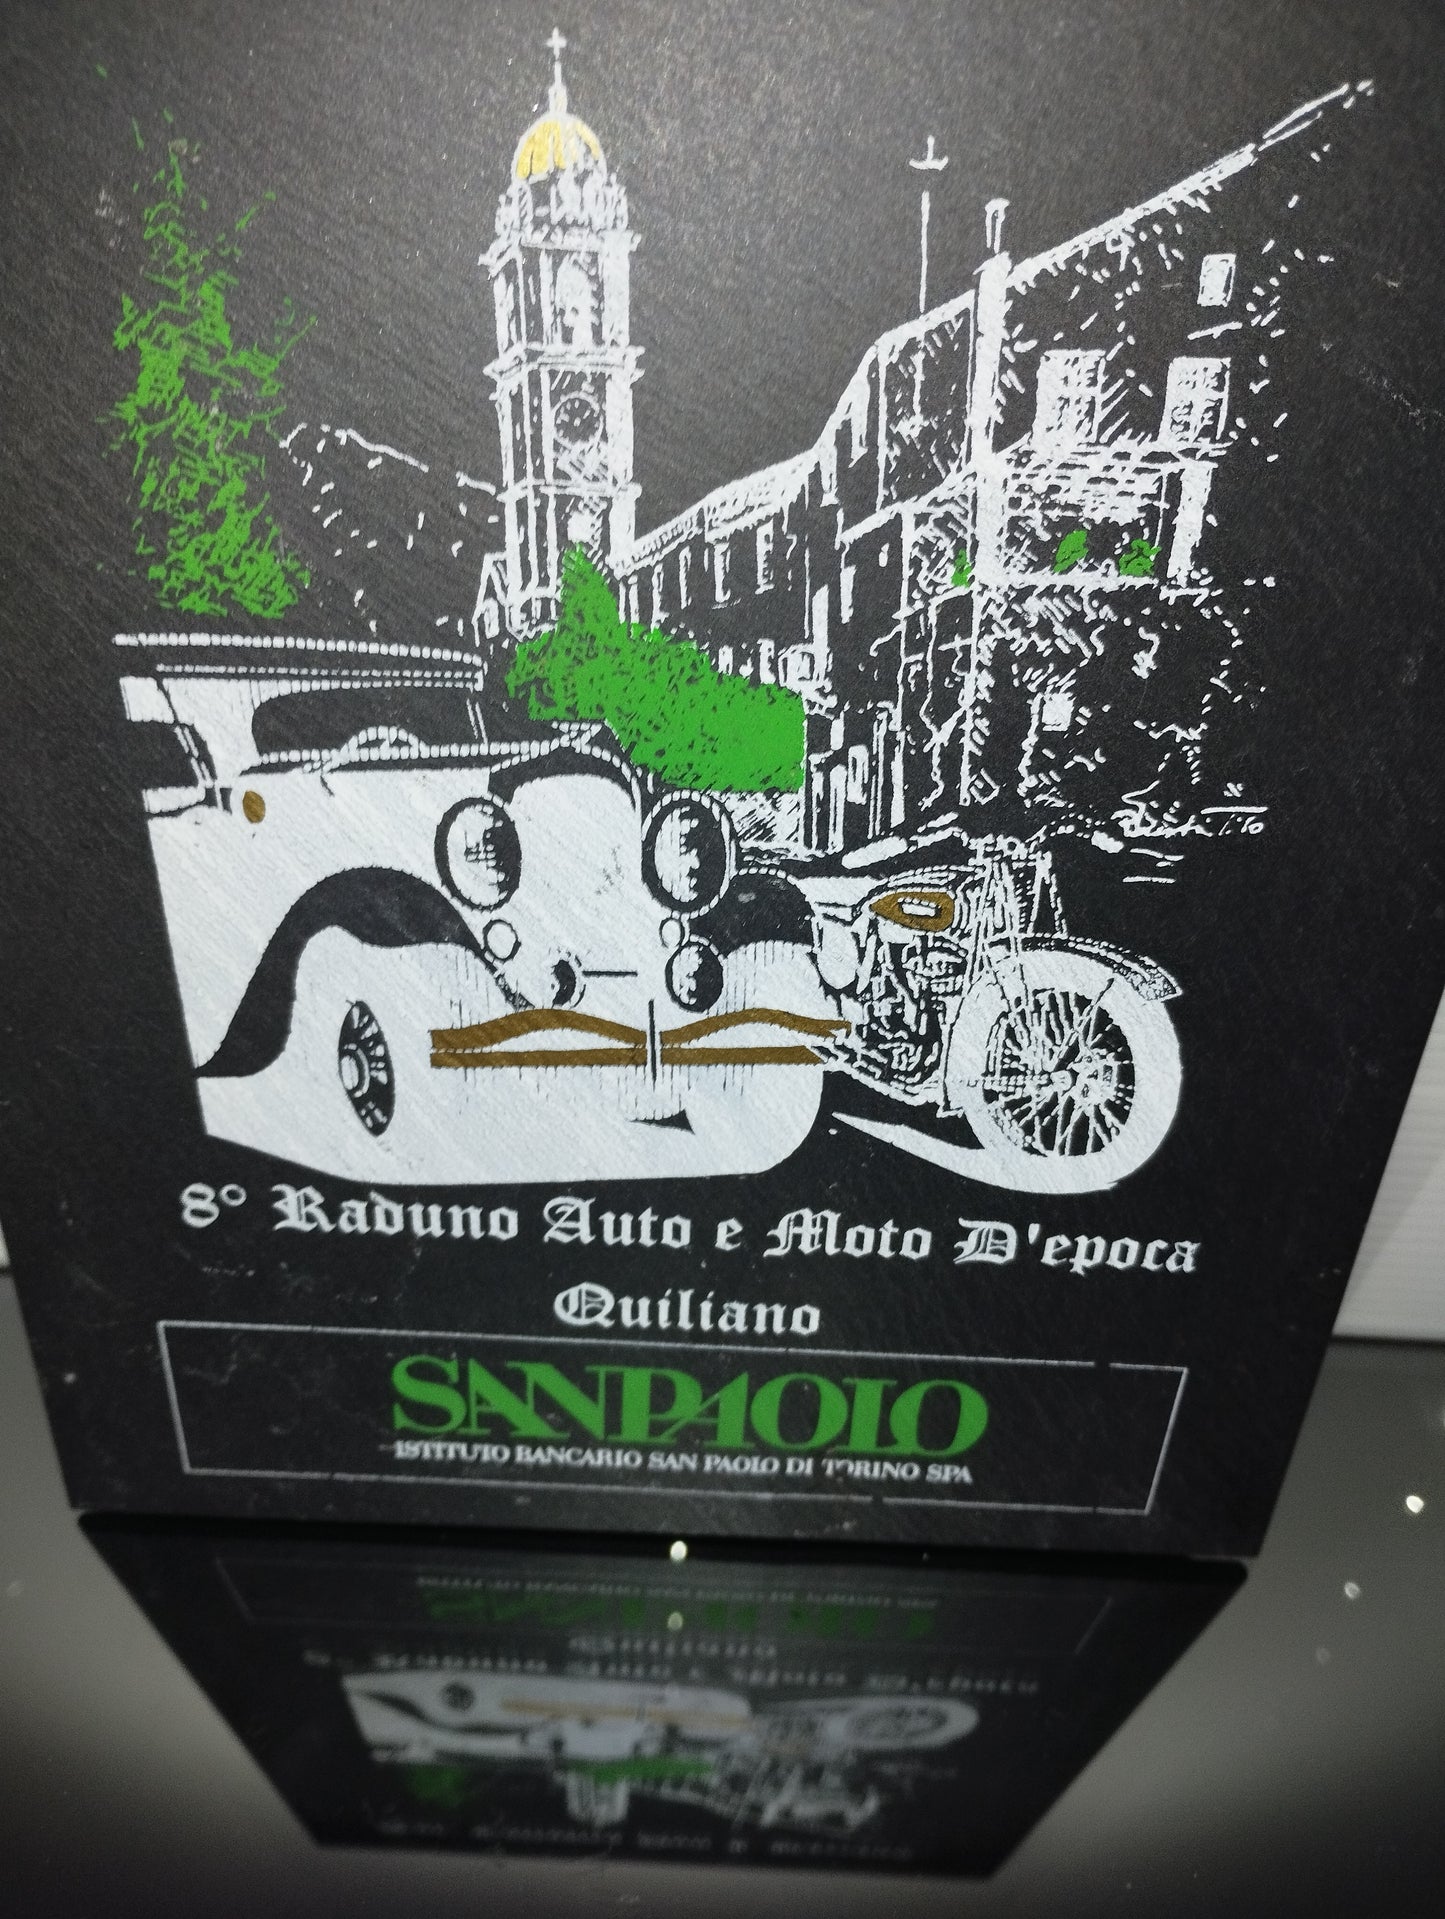 8° Raduno Auto e Moto D'epoca
Quiliano
SANPAOLO
ISTITUTO BANCARIO SAN PAOLO DI TORINO SPA